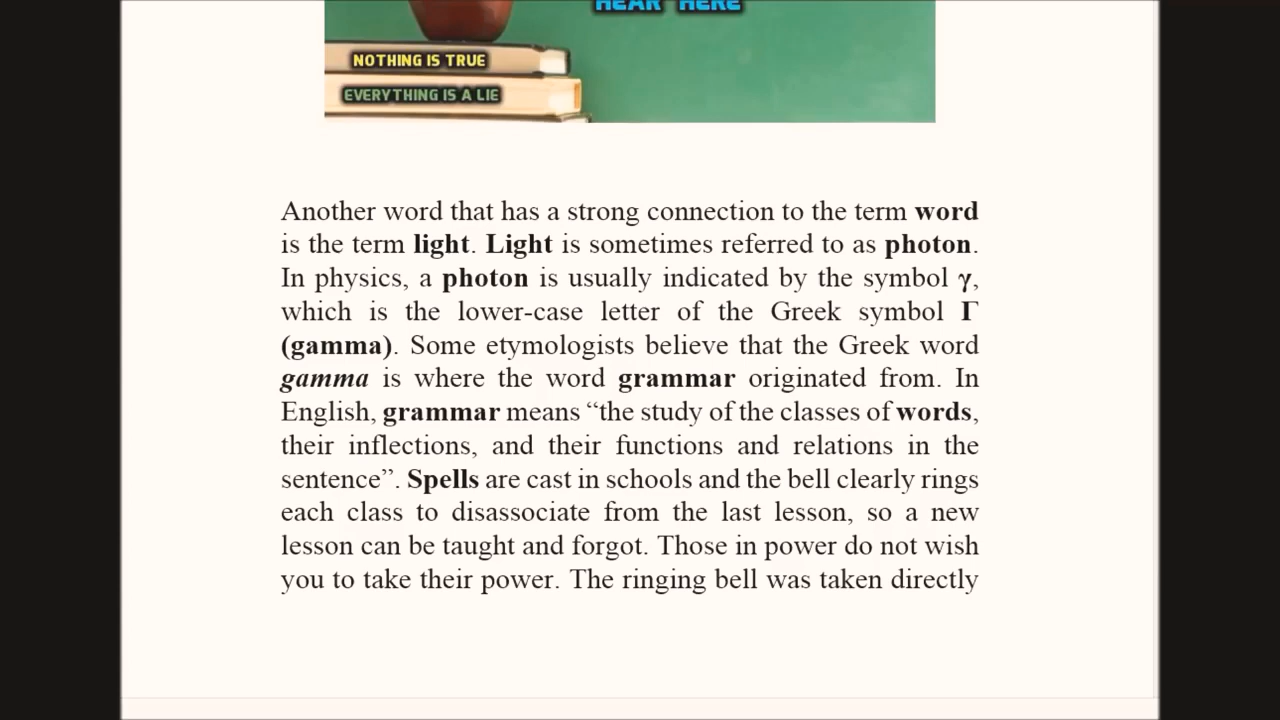 HEAR HERE
NOTHING IS TRUE
EVERYTHING IS A LIE
Another word that has a strong connection to the term word
is the term light. Light is sometimes referred to as photon.
In physics, a photon is usually indicated by the symbol γ,
which is the lower-case letter of the Greek symbol Γ
(gamma). Some etymologists believe that the Greek word
gamma is where the word grammar originated from. In
English, grammar means “the study of the classes of words,
their inflections, and their functions and relations in the
sentence”. Spells are cast in schools and the bell clearly rings
each class to disassociate from the last lesson, so a new
lesson can be taught and forgot. Those in power do not wish
you to take their power. The ringing bell was taken directly